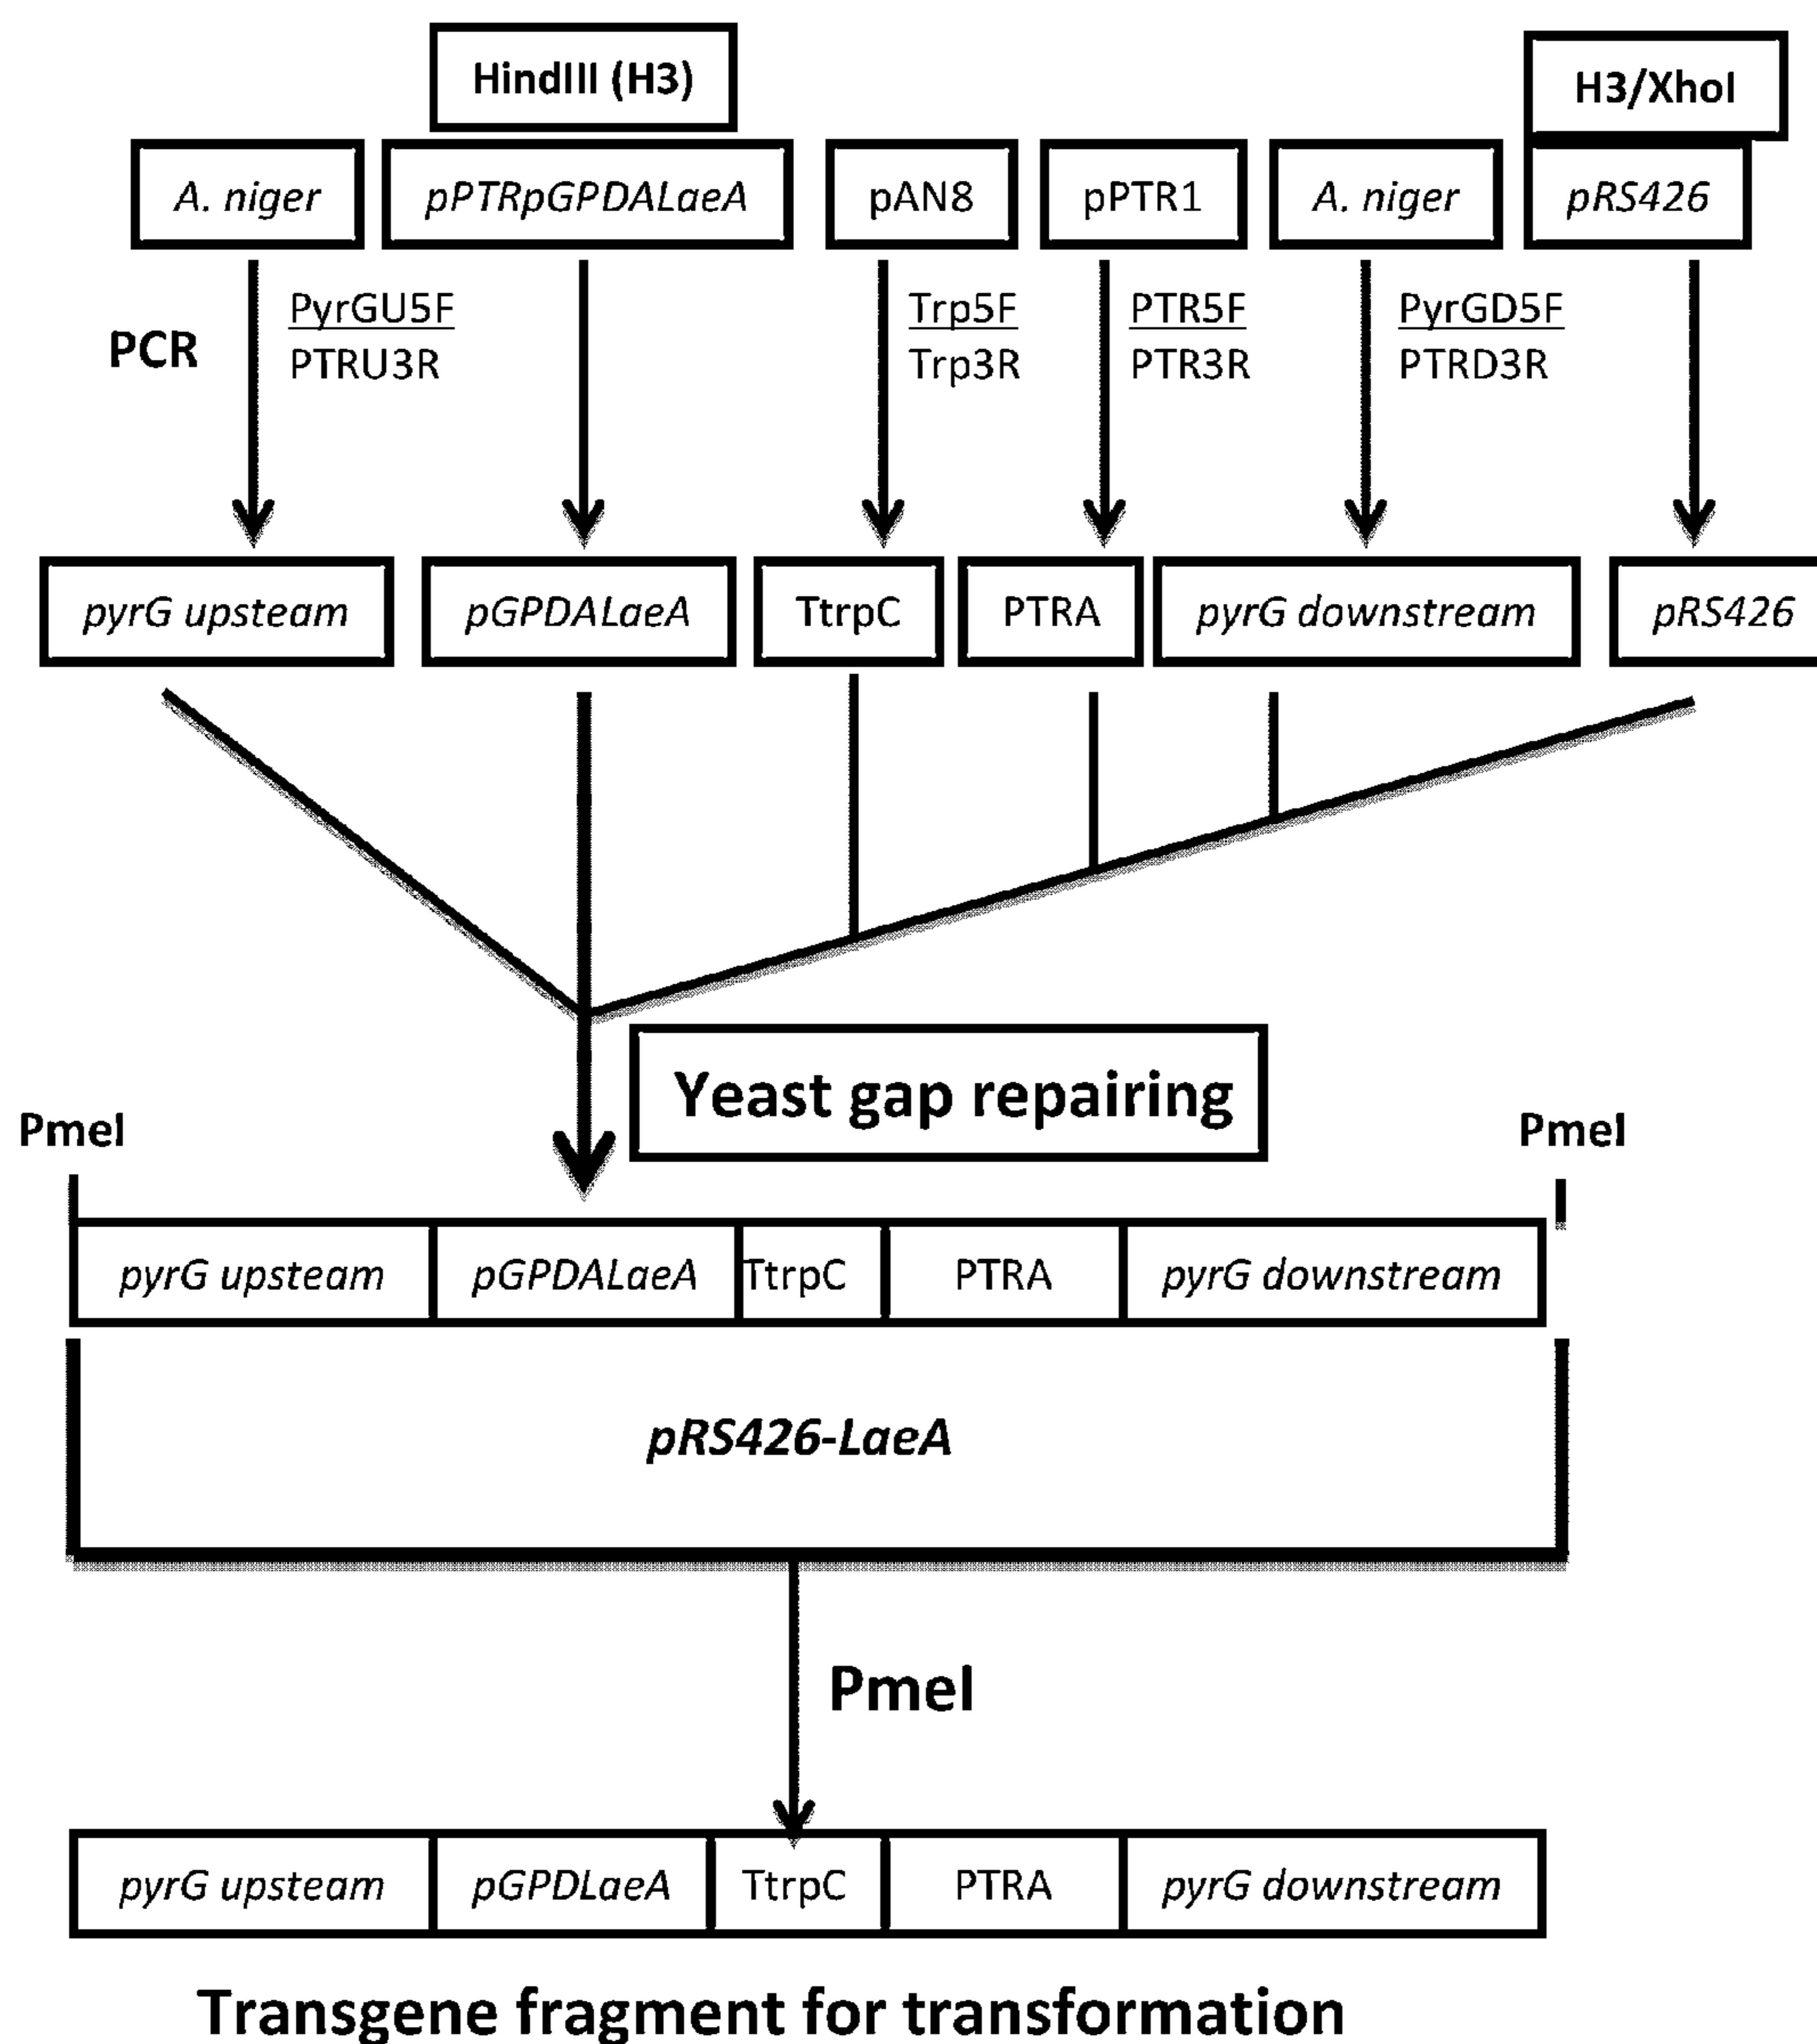 HindIII (H3)
H3/XhoI
A. niger
pPTRpGPDALaeA
pAN8
pPTR1
A. niger
pRS426
PCR
PyrGU5F
PTRU3R
Trp5F
Trp3R
PTR5F
PTR3R
PyrGD5F
PTRD3R
pyrG upsteam
pGPDALaeA
TtrpC
PTRA
pyrG downstream
pRS426
Yeast gap repairing
PmeI
PmeI
pyrG upsteam
pGPDALaeA
TtrpC
PTRA
pyrG downstream
pRS426-LaeA
PmeI
pyrG upsteam
pGPDLaeA
TtrpC
PTRA
pyrG downstream
Transgene fragment for transformation